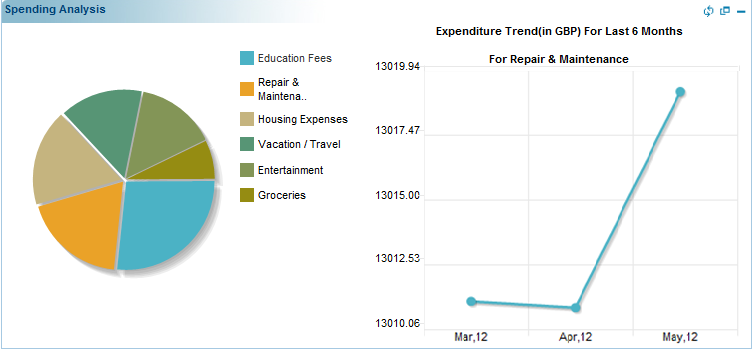 Spending Analysis
Education Fees
Repair &
Maintena..
Housing Expenses
Vacation / Travel
Entertainment
Groceries
Expenditure Trend(in GBP) For Last 6 Months
For Repair & Maintenance
13019.94
13017.47
13015.00
13012.53
13010.06
Mar,12 Apr,12 May,12